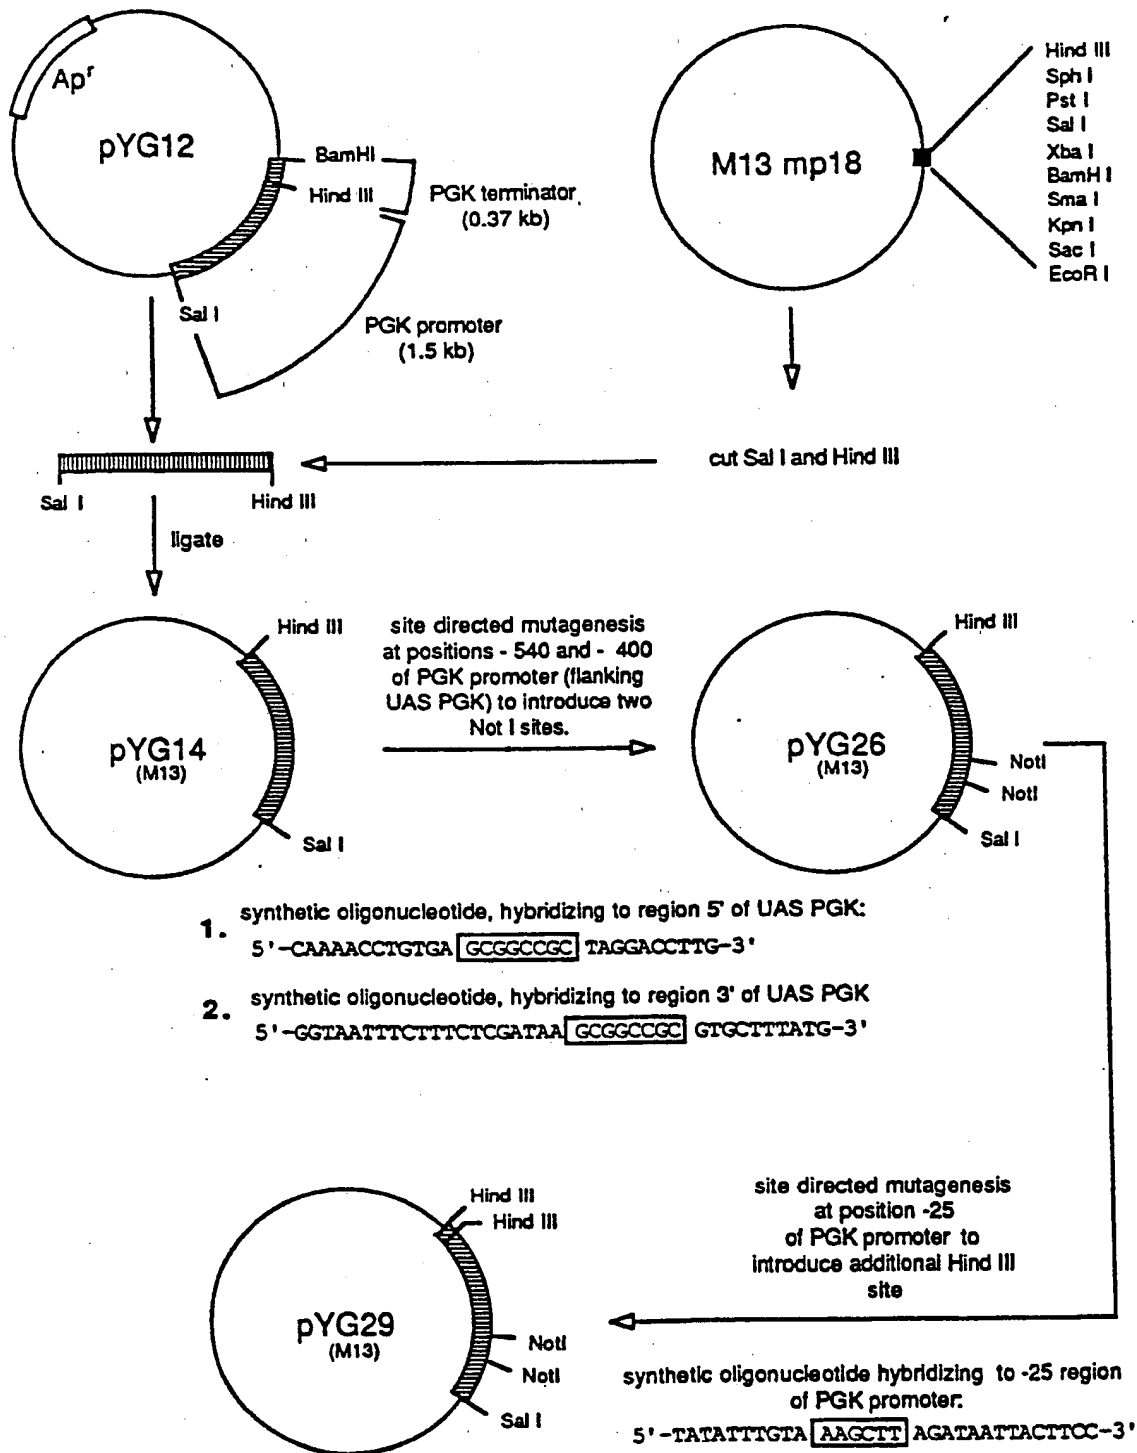 Apʳ
pYG12
BamHI
Hind III
PGK terminator
(0.37 kb)
Sal I
PGK promoter
(1.5 kb)
M13 mp18
Hind III
Sph I
Pst I
Sal I
Xba I
BamH I
Sma I
Kpn I
Sac I
EcoR I
cut Sal I and Hind III
Sal I
Hind III
ligate
pYG14
(M13)
Hind III
Sal I
site directed mutagenesis
at positions - 540 and - 400
of PGK promoter (flanking
UAS PGK) to introduce two
Not I sites.
pYG26
(M13)
Hind III
NotI
NotI
Sal I
1. synthetic oligonucleotide, hybridizing to region 5' of UAS PGK:
5'-CAAAACCTGTGA GCGGCCGC TAGGACCTTG-3'
2. synthetic oligonucleotide, hybridizing to region 3' of UAS PGK
5'-GGTAATTTCTTTCTCGATAA GCGGCCGC GTGCTTTATG-3'
site directed mutagenesis
at position -25
of PGK promoter to
introduce additional Hind III
site
pYG29
(M13)
Hind III
Hind III
NotI
NotI
Sal I
synthetic oligonucleotide hybridizing to -25 region
of PGK promoter:
5'-TATATTTGTA AAGCTT AGATAATTACTTCC-3'